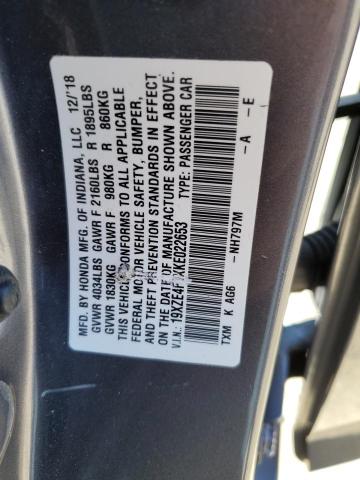 MFD. BY HONDA MFG. OF INDIANA, LLC 12/'18
GVWR 4034LBS GAWR F 2160LBS R 1895LBS
GVWR 1830KG GAWR F 980KG R 860KG
THIS VEHICLE CONFORMS TO ALL APPLICABLE
FEDERAL MOTOR VEHICLE SAFETY, BUMPER,
AND THEFT PREVENTION STANDARDS IN EFFECT
ON THE DATE OF MANUFACTURE SHOWN ABOVE.
V.I.N.: TYPE: PASSENGER CAR
TXM K AG6 -NH797M -A -E